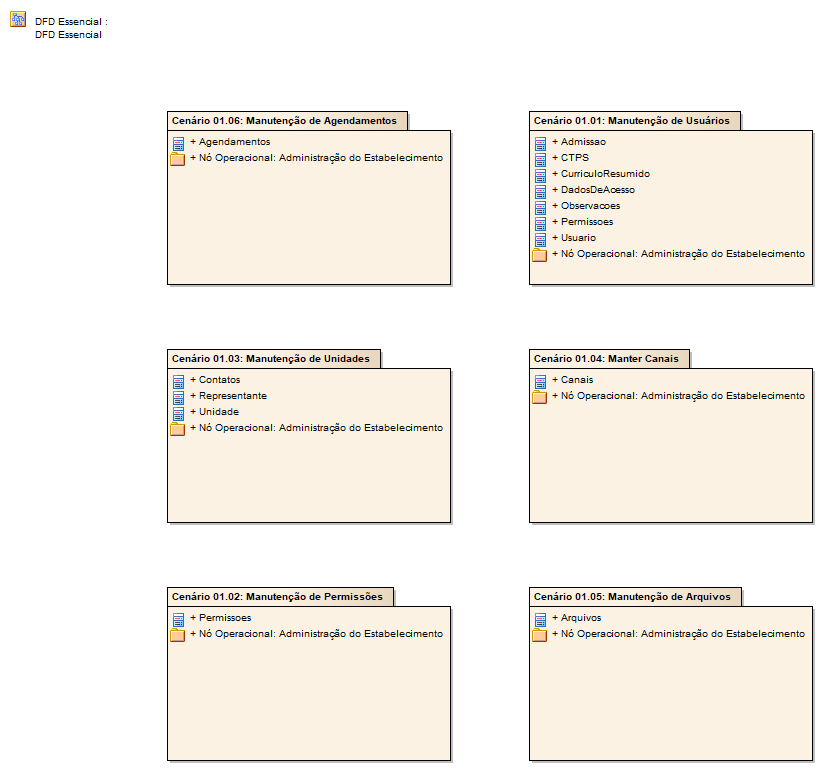 DFD Essencial :
DFD Essencial
Cenário 01.06: Manutenção de Agendamentos
+ Agendamentos
+ Nó Operacional: Administração do Estabelecimento
Cenário 01.01: Manutenção de Usuários
+ Admissao
+ CTPS
+ CurriculoResumido
+ DadosDeAcesso
+ Observacoes
+ Permissoes
+ Usuario
+ Nó Operacional: Administração do Estabelecimento
Cenário 01.03: Manutenção de Unidades
+ Contatos
+ Representante
+ Unidade
+ Nó Operacional: Administração do Estabelecimento
Cenário 01.04: Manter Canais
+ Canais
+ Nó Operacional: Administração do Estabelecimento
Cenário 01.02: Manutenção de Permissões
+ Permissoes
+ Nó Operacional: Administração do Estabelecimento
Cenário 01.05: Manutenção de Arquivos
+ Arquivos
+ Nó Operacional: Administração do Estabelecimento